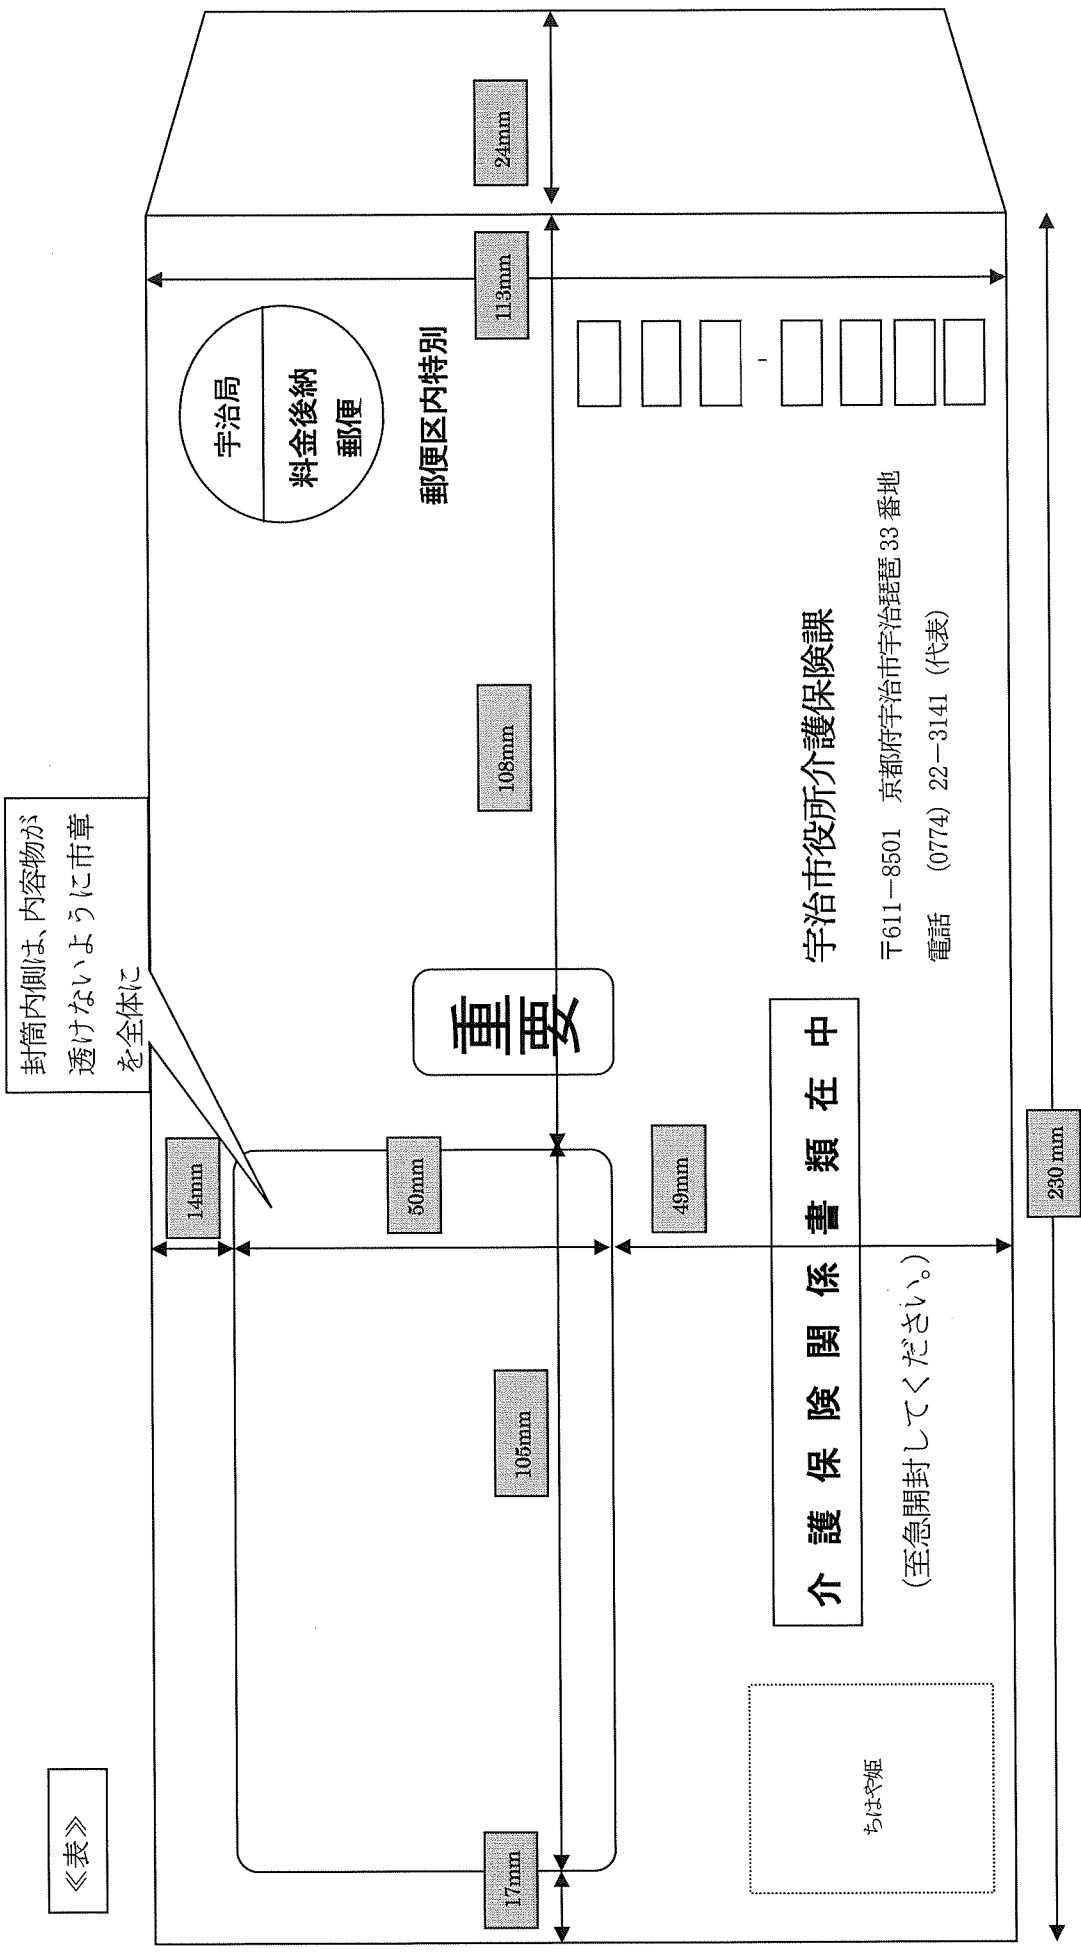 ≪表≫
封筒内側は、内容物が
透けないように市章
を全体に
宇治局
料金後納
郵便
郵便区内特別
24mm
113mm
108mm
14mm
50mm
49mm
105mm
17mm
230 mm
-
重要
宇治市役所介護保険課
〒611－8501 京都府宇治市宇治琵琶 33 番地
電話 (0774) 22－3141 (代表)
介護保険関係書類在中
(至急開封してください。)
ちはや姫